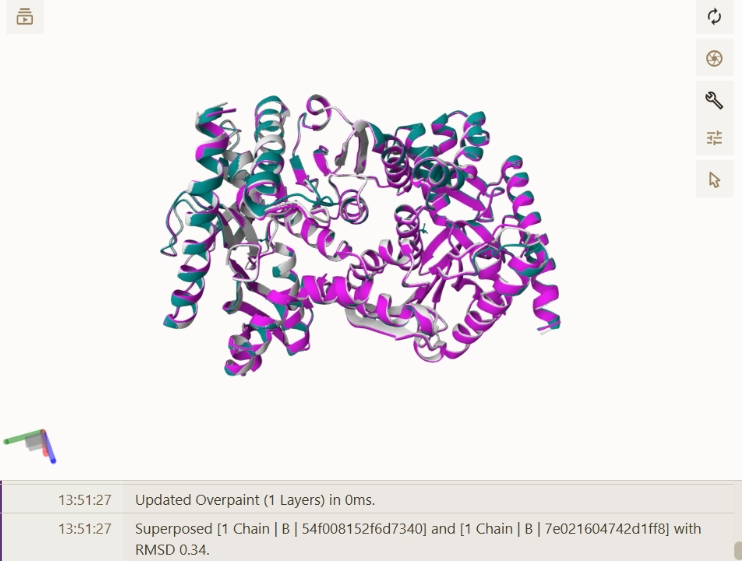 13:51:27 Updated Overpaint (1 Layers) in 0ms.
13:51:27 Superposed [1 Chain | B | 54f008152f6d7340] and [1 Chain | B | 7e021604742d1ff8] with
RMSD 0.34.